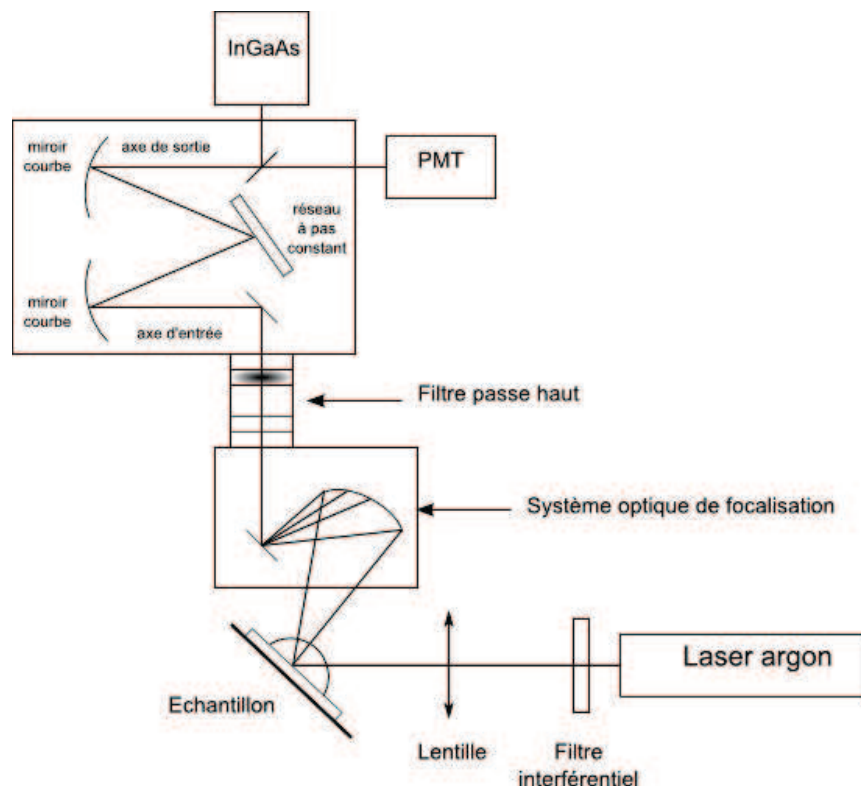 InGaAs
miroir
courbe
axe de sortie
PMT
réseau
à pas
constant
miroir
courbe
axe d'entrée
Filtre passe haut
Système optique de focalisation
Laser argon
Echantillon
Lentille
Filtre
interférentiel